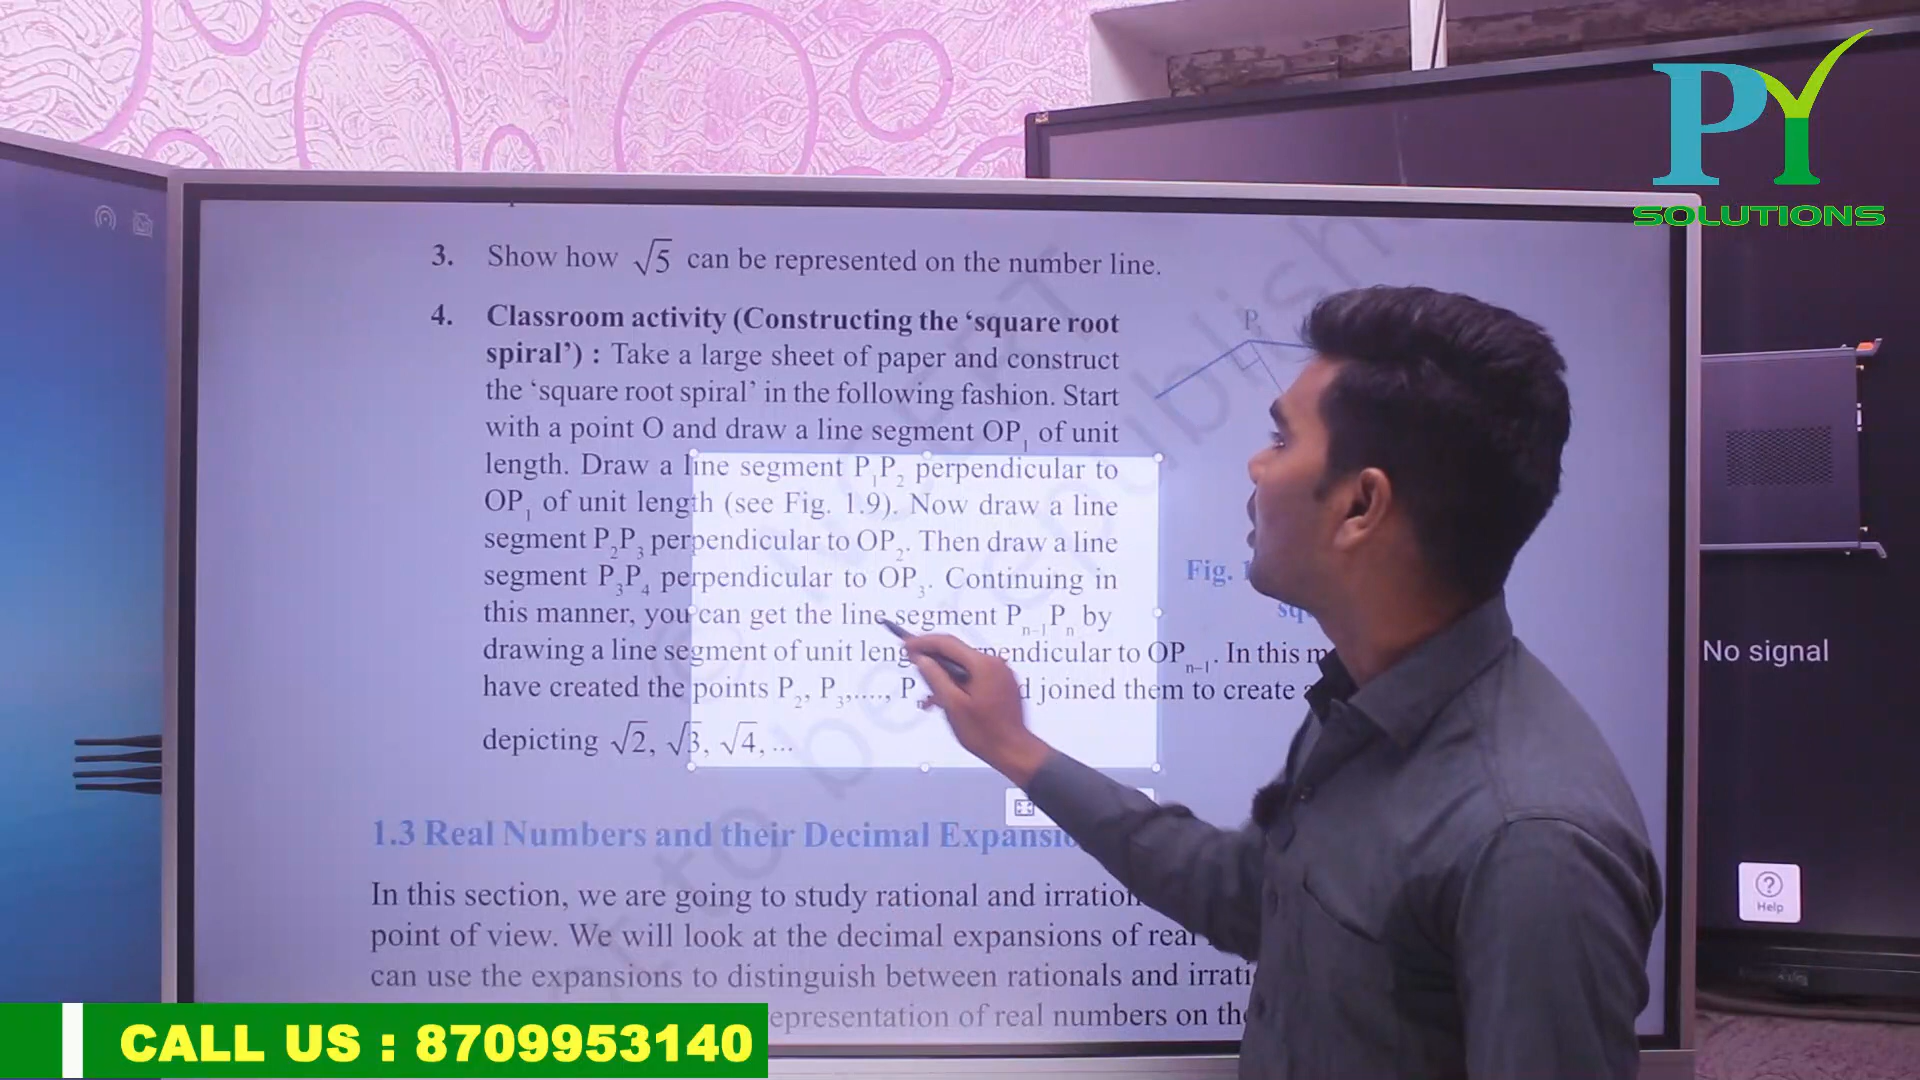 PY
SOLUTIONS
3. Show how √5 can be represented on the number line.
4. Classroom activity (Constructing the ‘square root
spiral’) : Take a large sheet of paper and construct
the ‘square root spiral’ in the following fashion. Start
with a point O and draw a line segment OP₁ of unit
length. Draw a line segment P₁P₂ perpendicular to
OP₁ of unit length (see Fig. 1.9). Now draw a line
segment P₂P₃ perpendicular to OP₂. Then draw a line
segment P₃P₄ perpendicular to OP₃. Continuing in
this manner, you can get the line segment Pₙ₋₁Pₙ by
drawing a line segment of unit OPₙ₋₁. In this
have created the points P₂, P₃,...., joined them to create
depicting √2, √3, √4, ...
Fig.
1.3 Real Numbers and their Decimal
In this section, we are going to study rational and
point of view. We will look at the decimal expansions of real
can use the expansions to distinguish between rationals and
of real numbers on
No signal
Help
CALL US : 8709953140